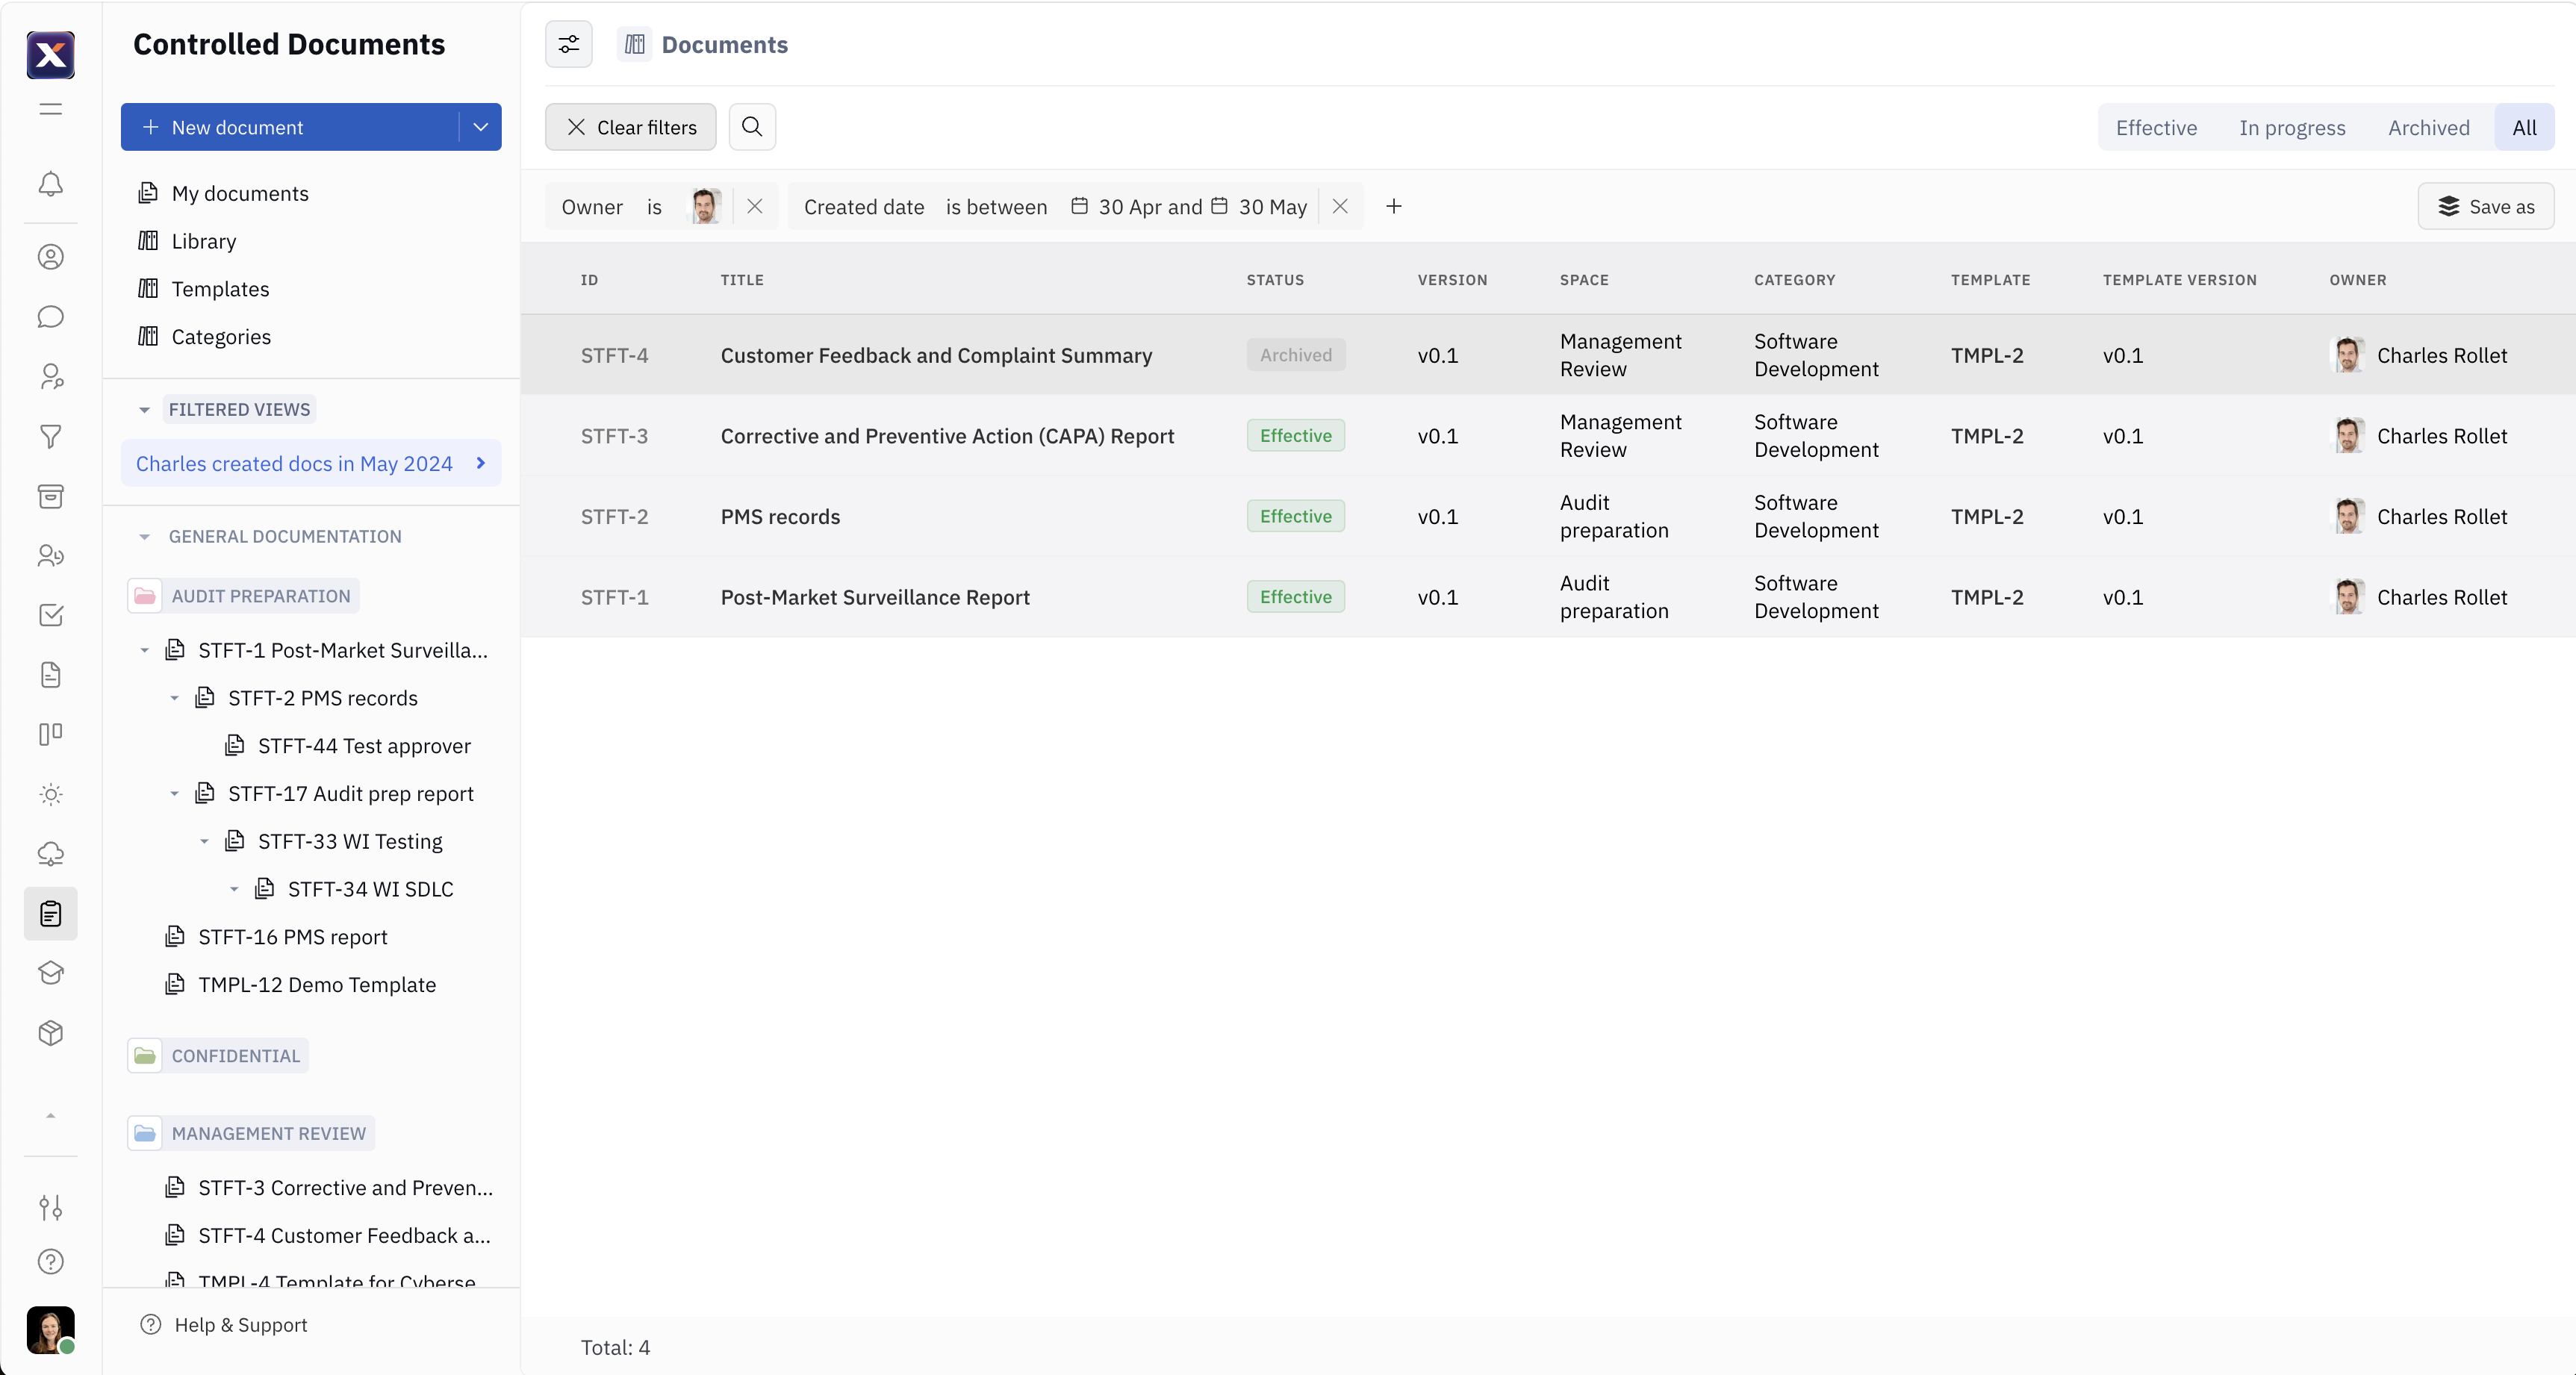 Controlled Documents
New document
My documents
Library
Templates
Categories
FILTERED VIEWS
Charles created docs in May 2024
GENERAL DOCUMENTATION
AUDIT PREPARATION
STFT-1 Post-Market Surveilla...
STFT-2 PMS records
STFT-44 Test approver
STFT-17 Audit prep report
STFT-33 WI Testing
STFT-34 WI SDLC
STFT-16 PMS report
TMPL-12 Demo Template
CONFIDENTIAL
MANAGEMENT REVIEW
STFT-3 Corrective and Preven...
STFT-4 Customer Feedback a...
TMPL-4 Template for Cyberse
Help & Support
Documents
Clear filters
Effective In progress Archived All
Owner is Created date is between 30 Apr and 30 May Save as
ID TITLE STATUS VERSION SPACE CATEGORY TEMPLATE TEMPLATE VERSION OWNER
STFT-4 Customer Feedback and Complaint Summary Archived v0.1 Management Review Software Development TMPL-2 v0.1 Charles Rollet
STFT-3 Corrective and Preventive Action (CAPA) Report Effective v0.1 Management Review Software Development TMPL-2 v0.1 Charles Rollet
STFT-2 PMS records Effective v0.1 Audit preparation Software Development TMPL-2 v0.1 Charles Rollet
STFT-1 Post-Market Surveillance Report Effective v0.1 Audit preparation Software Development TMPL-2 v0.1 Charles Rollet
Total: 4